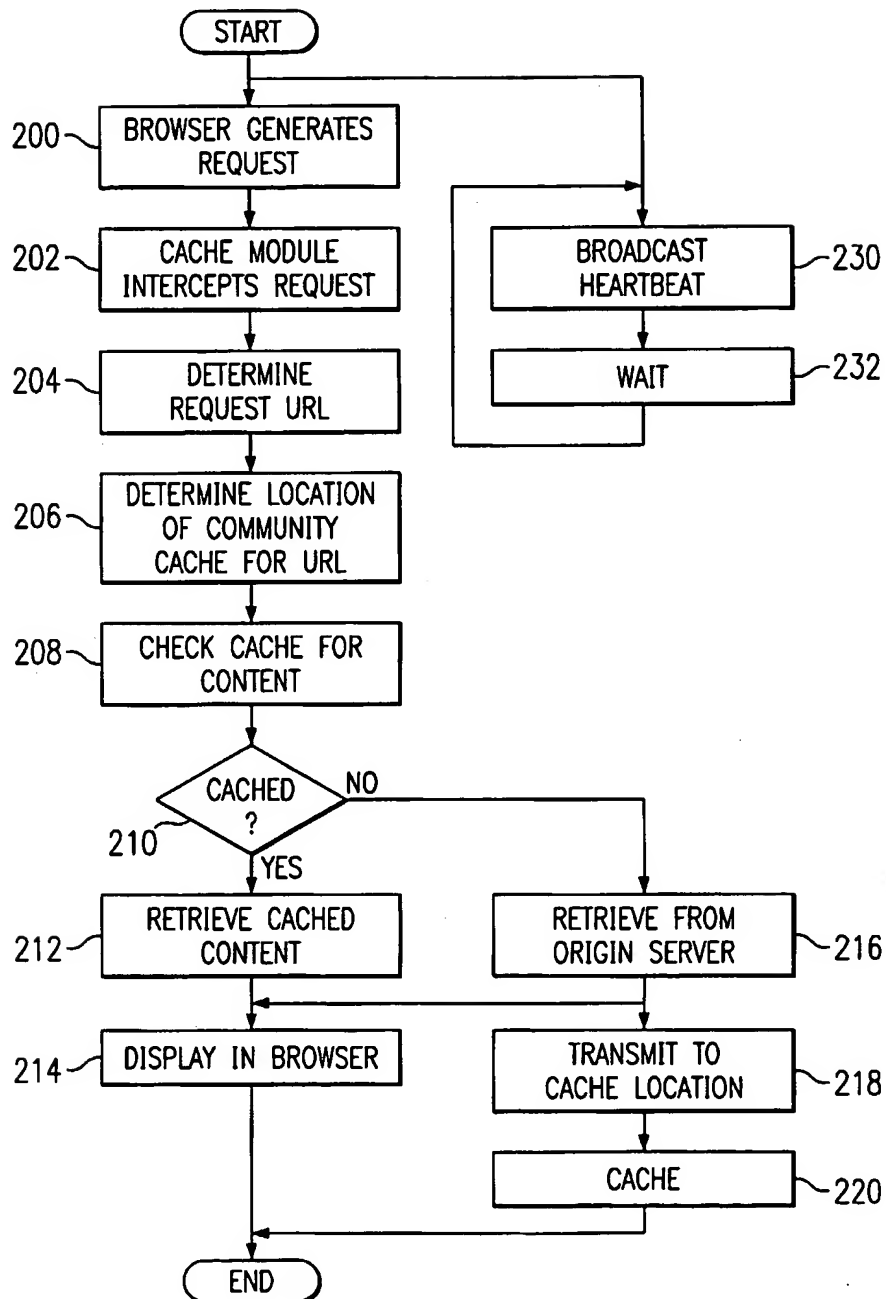 START
200
BROWSER GENERATES
REQUEST
202
CACHE MODULE
INTERCEPTS REQUEST
BROADCAST
HEARTBEAT
230
204
DETERMINE
REQUEST URL
WAIT
232
206
DETERMINE LOCATION
OF COMMUNITY
CACHE FOR URL
208
CHECK CACHE FOR
CONTENT
CACHED
?
NO
210
YES
212
RETRIEVE CACHED
CONTENT
RETRIEVE FROM
ORIGIN SERVER
216
214
DISPLAY IN BROWSER
TRANSMIT TO
CACHE LOCATION
218
CACHE
220
END